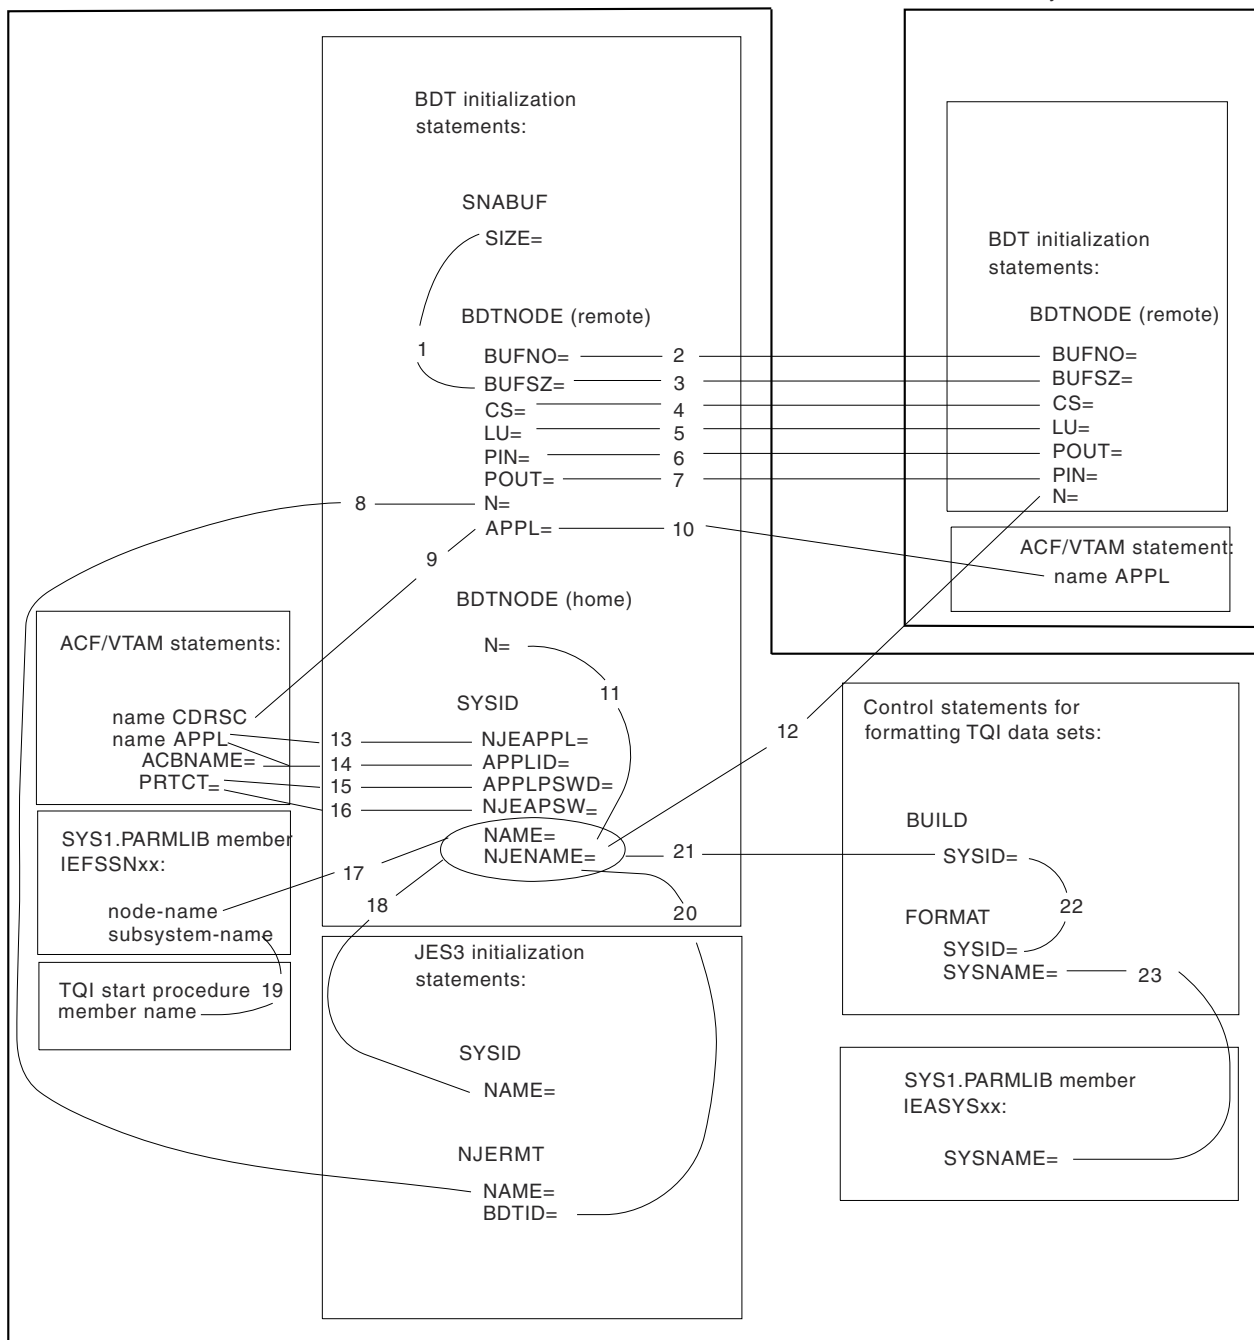 BDT initialization
statements:
SNABUF
SIZE=
BDTNODE (remote)
1
BUFNO=
2
BUFSZ=
3
CS=
4
LU=
5
PIN=
6
POUT=
7
8
N=
9
APPL=
10
BDTNODE (home)
N=
11
SYSID
13
NJEAPPL=
14
APPLID=
15
APPLPSWD=
16
NJEAPSW=
NAME=
NJENAME=
17
18
21
20
12
BDT initialization
statements:
BDTNODE (remote)
BUFNO=
BUFSZ=
CS=
LU=
POUT=
PIN=
N=
ACF/VTAM statement:
name APPL
ACF/VTAM statements:
name CDRSC
name APPL
ACBNAME=
PRTCT=
SYS1.PARMLIB member
IEFSSNxx:
node-name
subsystem-name
TQI start procedure
19
member name
JES3 initialization
statements:
SYSID
NAME=
NJERMT
NAME=
BDTID=
Control statements for
formatting TQI data sets:
BUILD
SYSID=
22
FORMAT
SYSID=
SYSNAME=
23
SYS1.PARMLIB member
IEASYSxx:
SYSNAME=